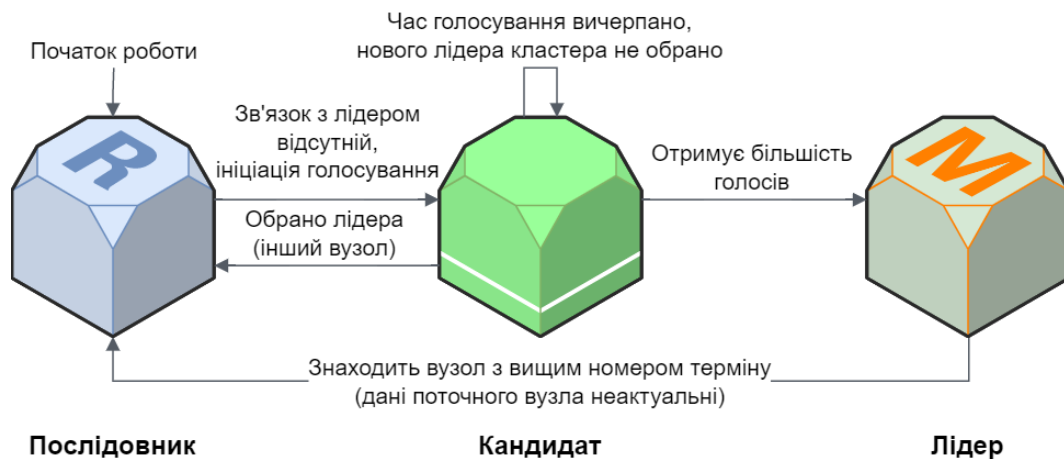 Час голосування вичерпано,
нового лідера кластера не обрано
Початок роботи
Зв'язок з лідером
відсутній,
ініціація голосування
Отримує більшість
голосів
R
M
Обрано лідера
(інший вузол)
Знаходить вузол з вищим номером терміну
(дані поточного вузла неактуальні)
Послідовник
Кандидат
Лідер